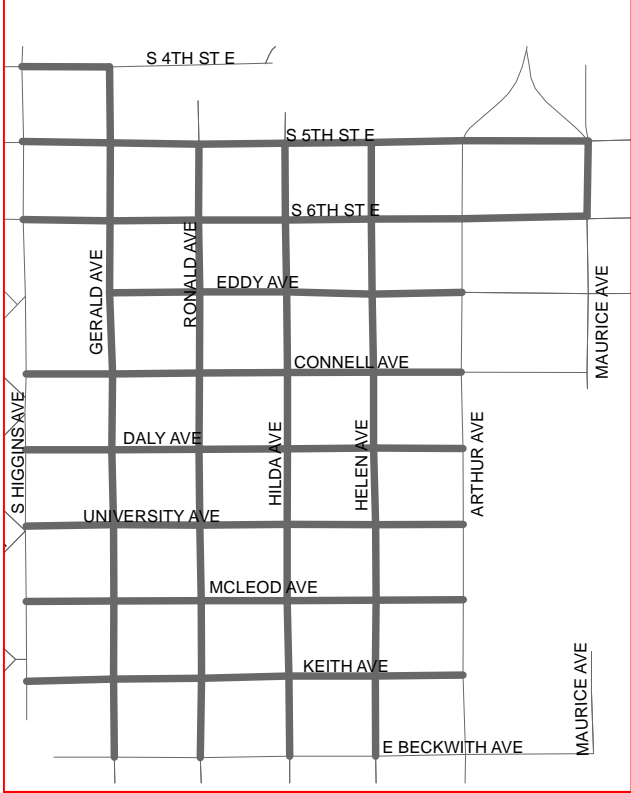 S 4TH ST E
S 5TH ST E
S 6TH ST E
GERALD AVE
RONALD AVE
EDDY AVE
MAURICE AVE
CONNELL AVE
S HIGGINS AVE
DALY AVE
HILDA AVE
HELEN AVE
ARTHUR AVE
UNIVERSITY AVE
MCLEOD AVE
KEITH AVE
MAURICE AVE
E BECKWITH AVE